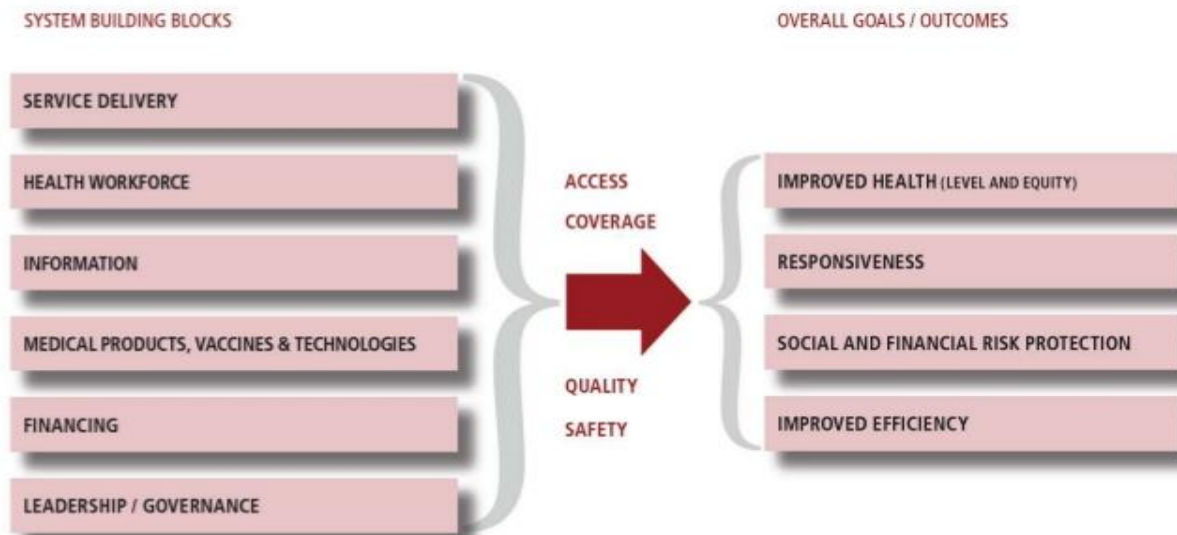 SYSTEM BUILDING BLOCKS
SERVICE DELIVERY
HEALTH WORKFORCE
INFORMATION
MEDICAL PRODUCTS, VACCINES & TECHNOLOGIES
FINANCING
LEADERSHIP / GOVERNANCE
ACCESS
COVERAGE
QUALITY
SAFETY
OVERALL GOALS / OUTCOMES
IMPROVED HEALTH (LEVEL AND EQUITY)
RESPONSIVENESS
SOCIAL AND FINANCIAL RISK PROTECTION
IMPROVED EFFICIENCY